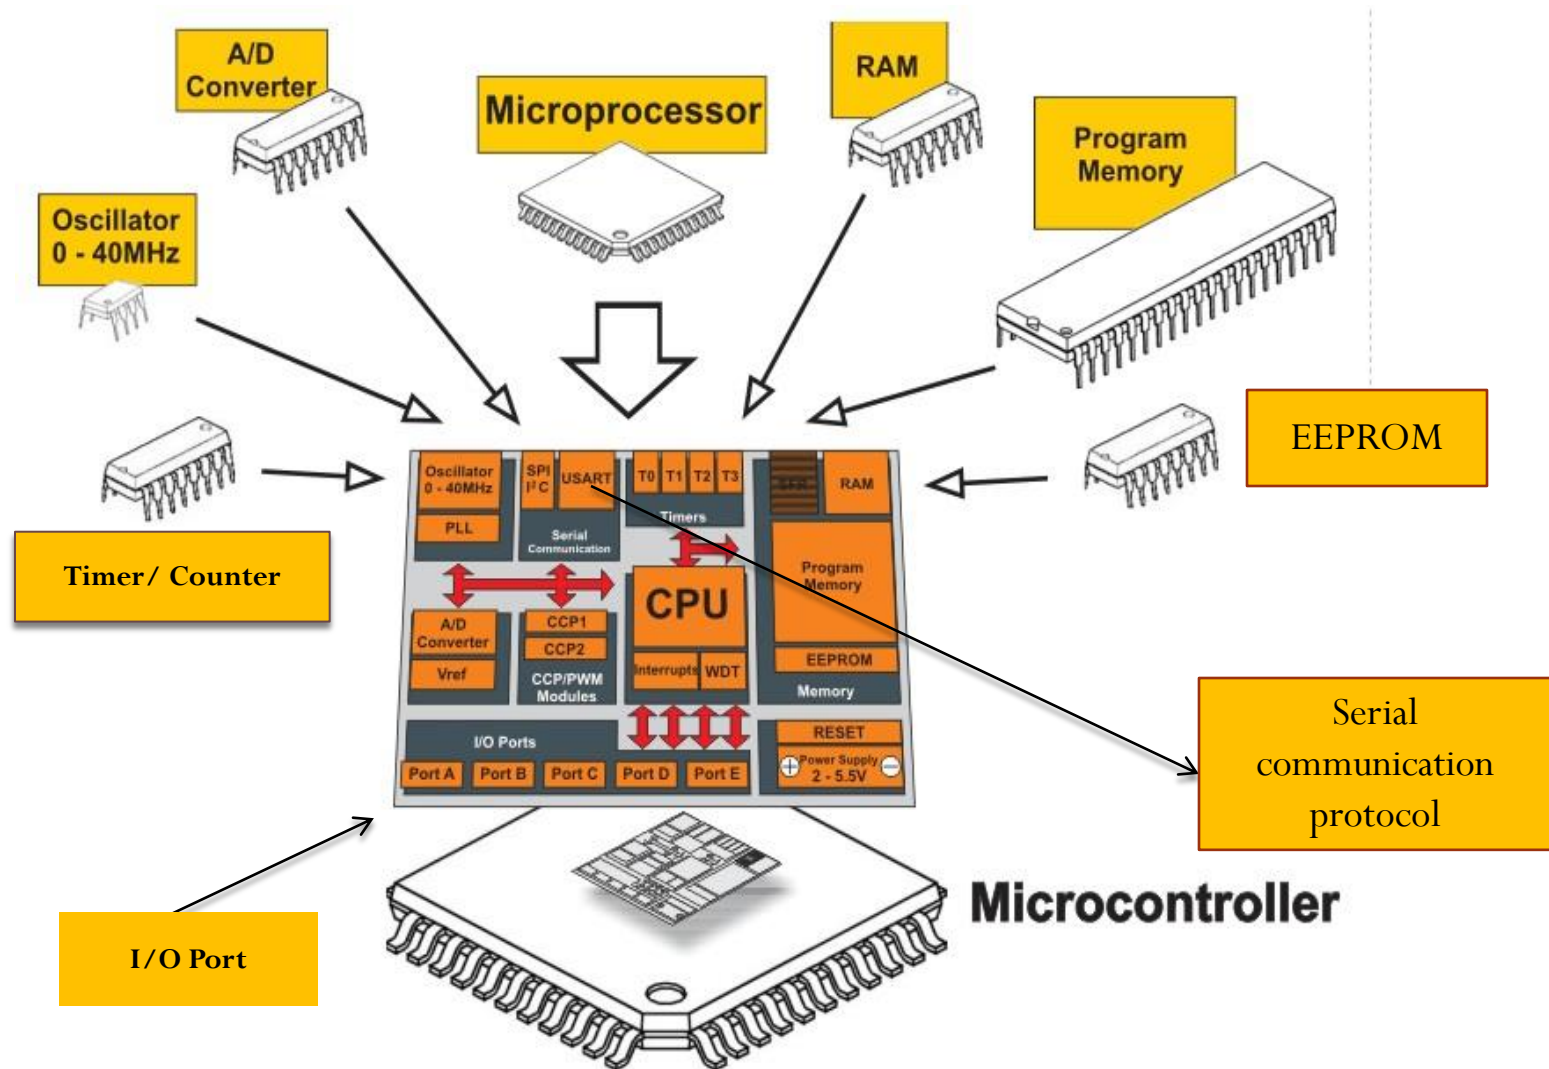 A/D
Converter
Microprocessor
RAM
Program
Memory
Oscillator
0 - 40MHz
EEPROM
Timer/ Counter
Oscillator
0 - 40MHz
PLL
SPI
I²C
USART
Serial
Communication
T0 T1 T2 T3
Timers
RAM
Program
Memory
EEPROM
Memory
A/D
Converter
Vref
CCP1
CCP2
CCP/PWM
Modules
CPU
Interrupts
WDT
I/O Ports
Port A Port B Port C Port D Port E
RESET
+ Power Supply −
2 - 5.5V
Serial
communication
protocol
I/O Port
Microcontroller